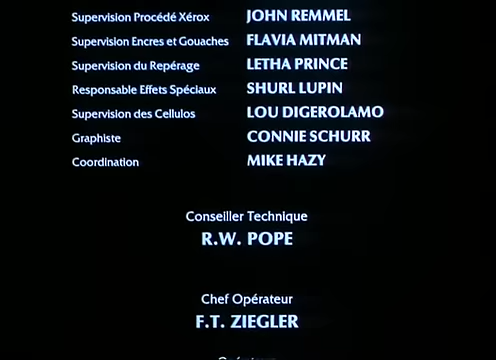 Supervision Procédé Xérox JOHN REMMEL
Supervision Encres et Gouaches FLAVIA MITMAN
Supervision du Repérage LETHA PRINCE
Responsable Effets Spéciaux SHURL LUPIN
Supervision des Cellulos LOU DIGEROLAMO
Graphiste CONNIE SCHURR
Coordination MIKE HAZY
Conseiller Technique
R.W. POPE
Chef Opérateur
F.T. ZIEGLER